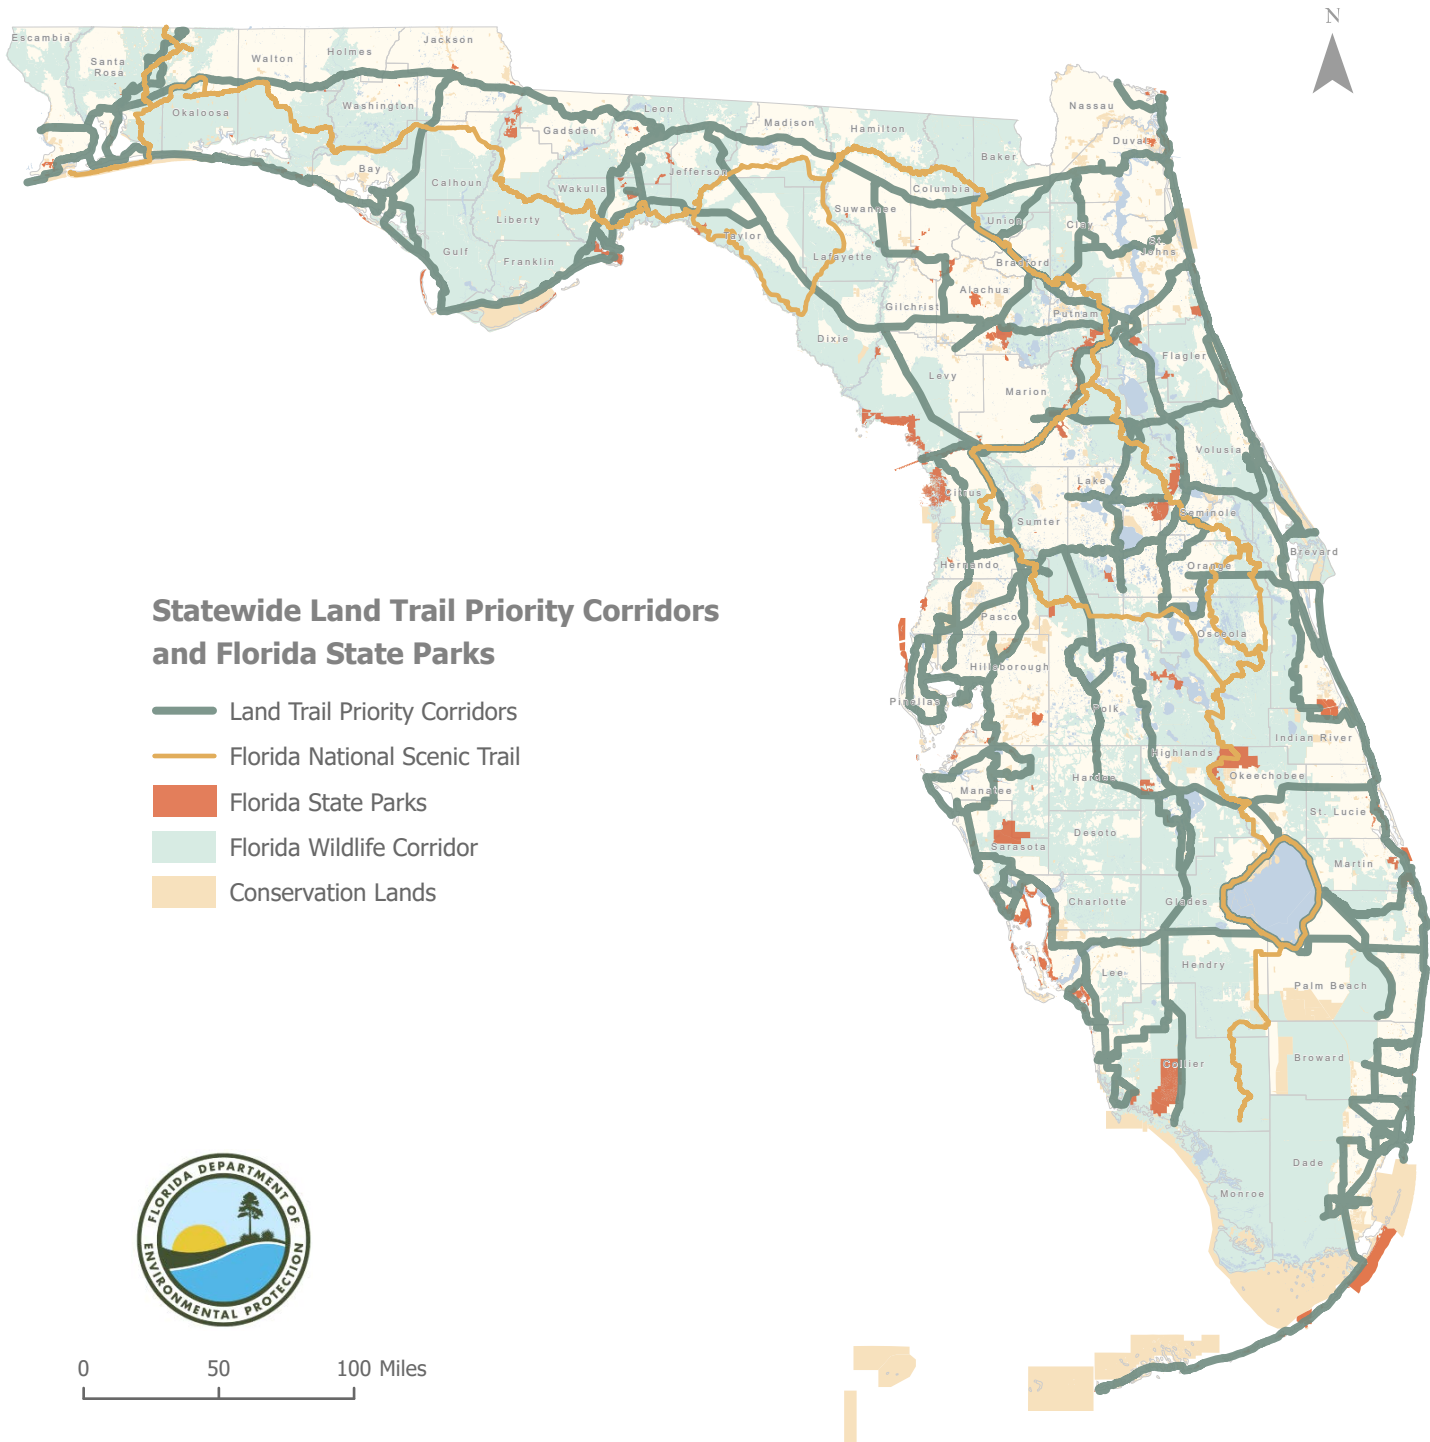 N
Escambia
Santa
Rosa
Okaloosa
Walton
Holmes
Jackson
Washington
Bay
Calhoun
Gulf
Liberty
Franklin
Gadsden
Wakulla
Leon
Jefferson
Madison
Taylor
Hamilton
Suwannee
Lafayette
Dixie
Columbia
Baker
Nassau
Duval
Union
Bradford
Clay
St.
Johns
Gilchrist
Alachua
Putnam
Flagler
Levy
Marion
Volusia
Citrus
Lake
Sumter
Seminole
Hernando
Orange
Brevard
Pasco
Osceola
Hillsborough
Pinellas
Polk
Indian River
Highlands
Okeechobee
Hardee
Manatee
St. Lucie
Desoto
Sarasota
Martin
Charlotte
Glades
Lee
Hendry
Palm Beach
Collier
Broward
Dade
Monroe
Statewide Land Trail Priority Corridors
and Florida State Parks
Land Trail Priority Corridors
Florida National Scenic Trail
Florida State Parks
Florida Wildlife Corridor
Conservation Lands
FLORIDA DEPARTMENT OF
ENVIRONMENTAL PROTECTION
0 50 100 Miles